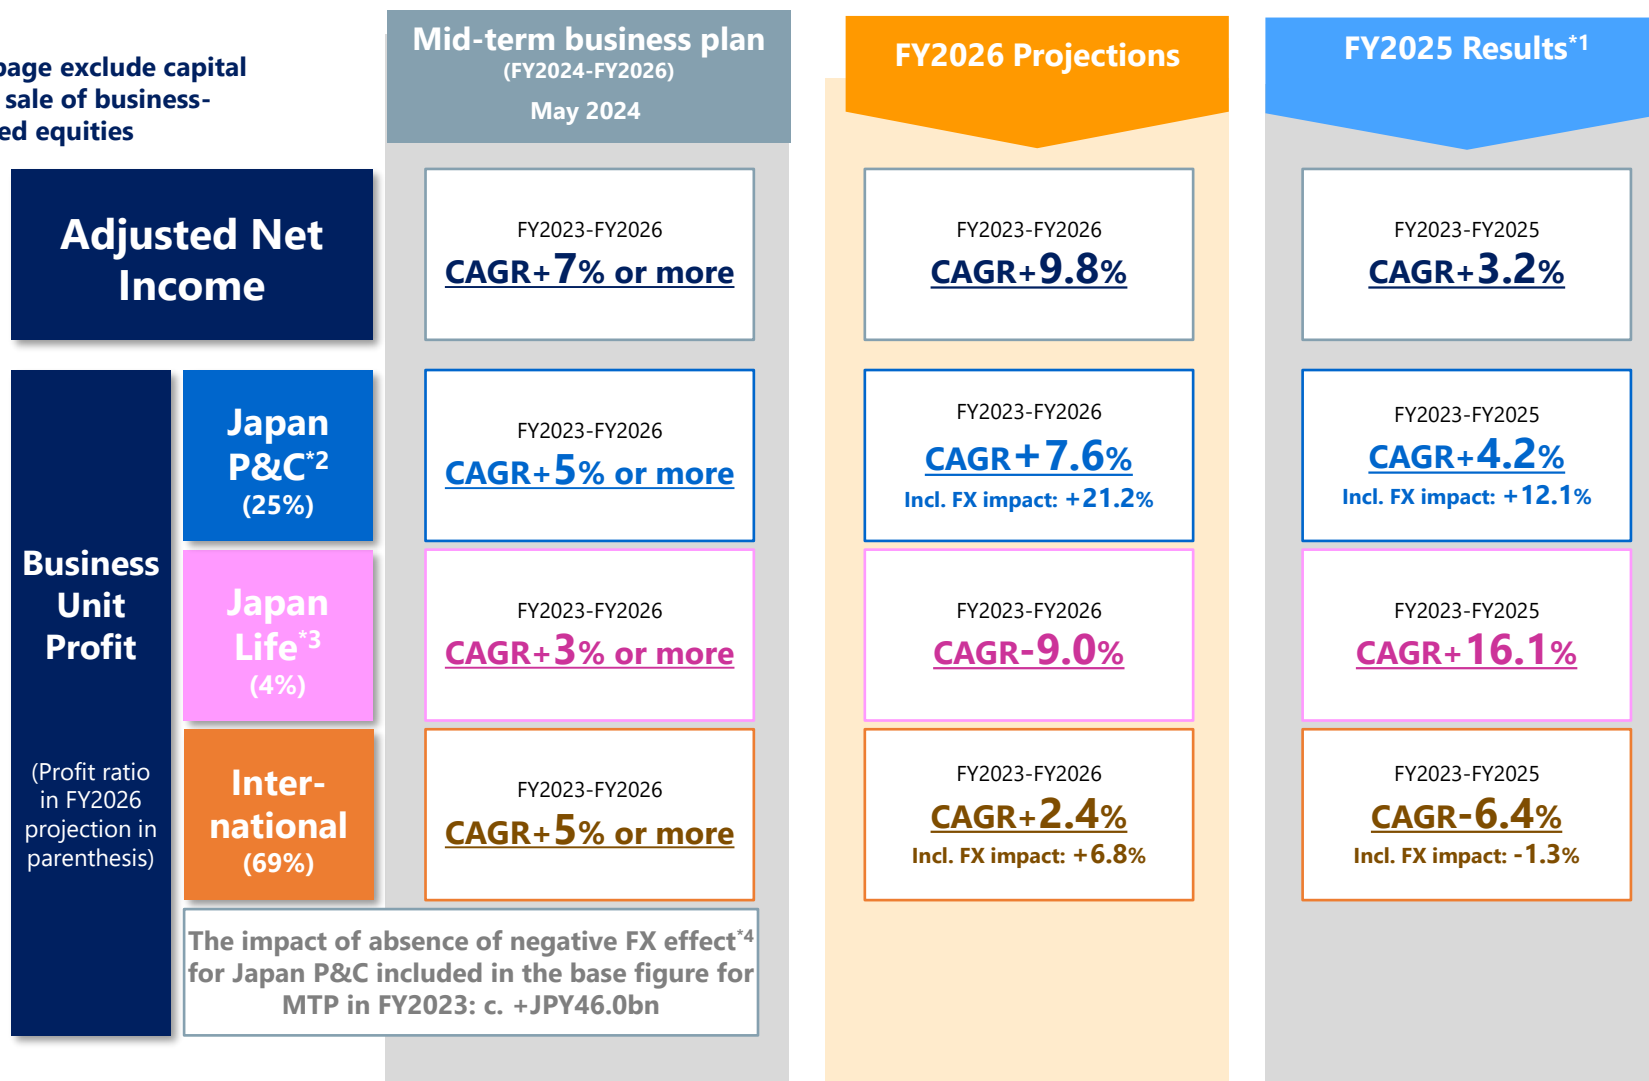 page exclude capital
sale of business-
ed equities
Mid-term business plan
(FY2024-FY2026)
May 2024
FY2026 Projections
FY2025 Results*1
Adjusted Net
Income
FY2023-FY2026
CAGR+7% or more
FY2023-FY2026
CAGR+9.8%
FY2023-FY2025
CAGR+3.2%
Business
Unit
Profit
(Profit ratio
in FY2026
projection in
parenthesis)
Japan
P&C*2
(25%)
FY2023-FY2026
CAGR+5% or more
FY2023-FY2026
CAGR+7.6%
Incl. FX impact: +21.2%
FY2023-FY2025
CAGR+4.2%
Incl. FX impact: +12.1%
Japan
Life*3
(4%)
FY2023-FY2026
CAGR+3% or more
FY2023-FY2026
CAGR-9.0%
FY2023-FY2025
CAGR+16.1%
Inter-
national
(69%)
FY2023-FY2026
CAGR+5% or more
FY2023-FY2026
CAGR+2.4%
Incl. FX impact: +6.8%
FY2023-FY2025
CAGR-6.4%
Incl. FX impact: -1.3%
The impact of absence of negative FX effect*4
for Japan P&C included in the base figure for
MTP in FY2023: c. +JPY46.0bn